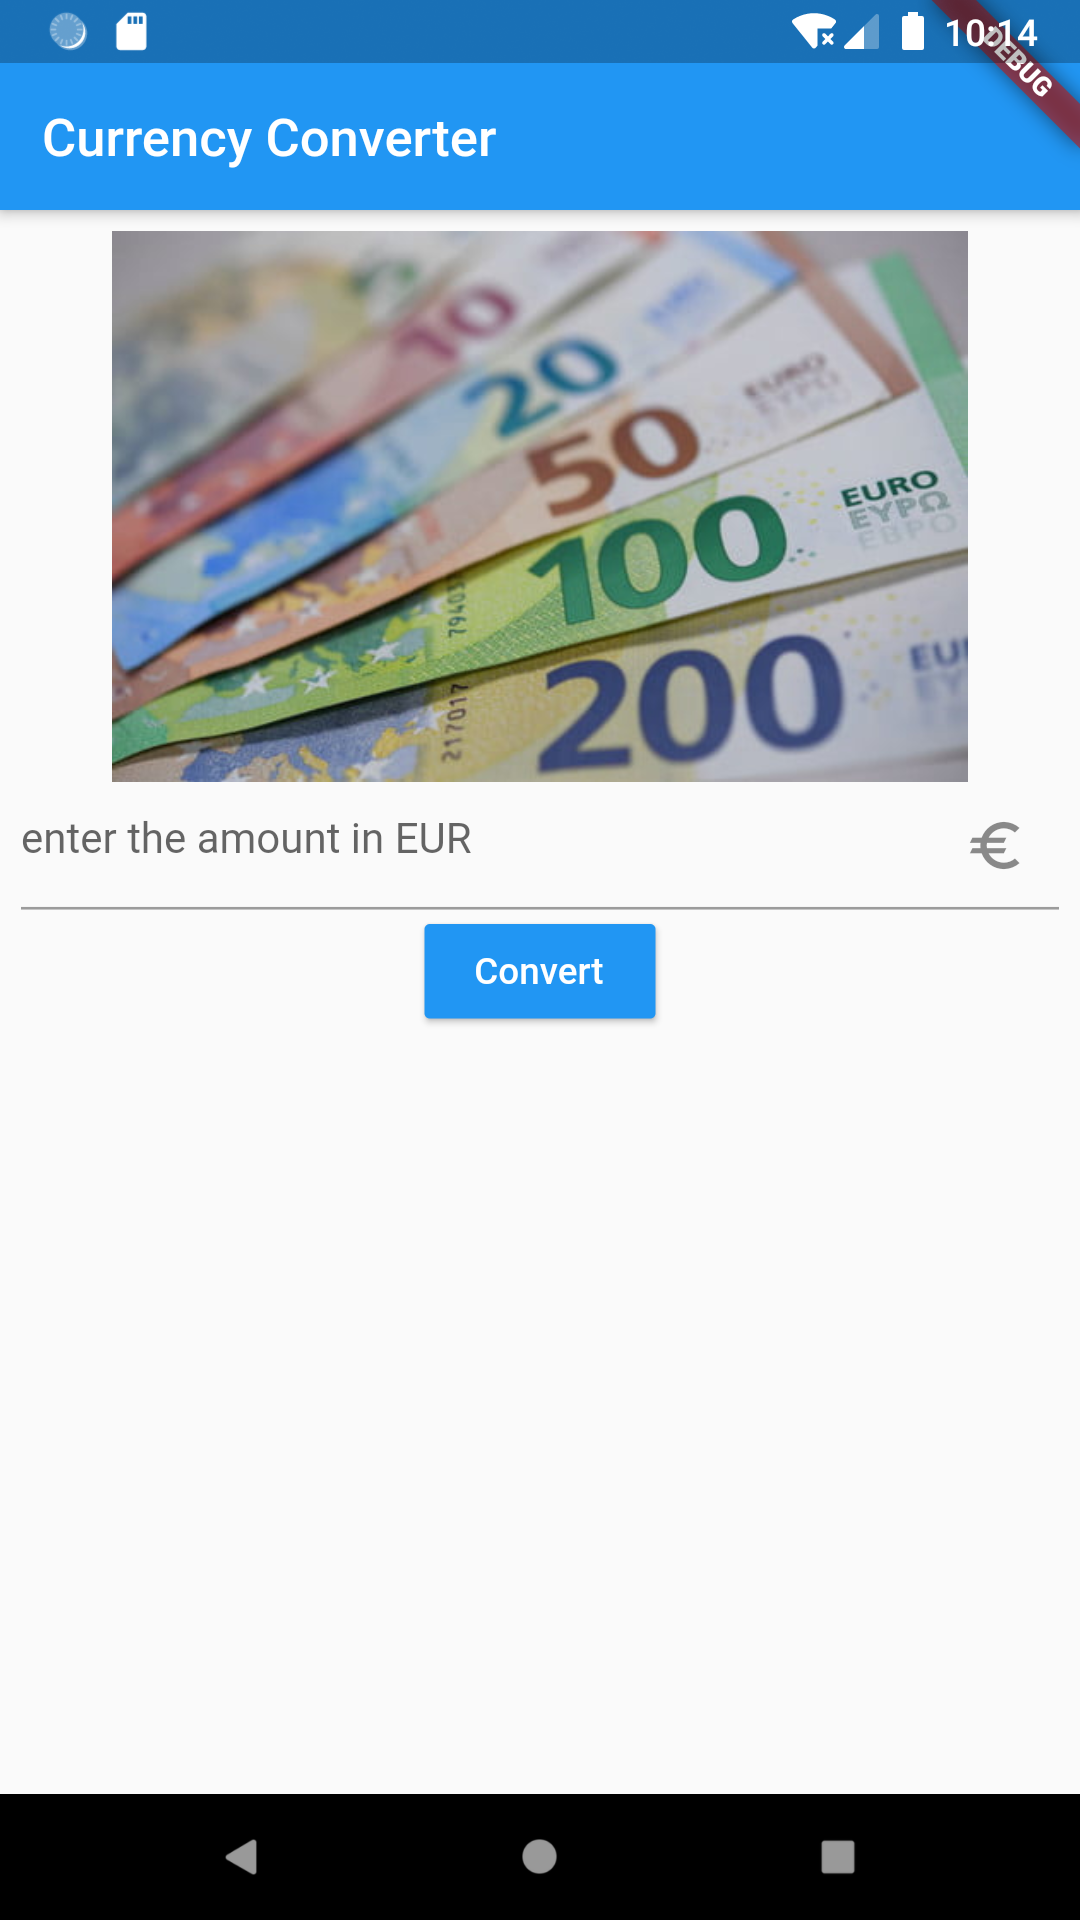 10:14
DEBUG
Currency Converter
10
20
EURO
50
EYPΩ
100
EURO
EYPΩ
ЕВРО
79403
200
EU
EY
217017
enter the amount in EUR
€
Convert